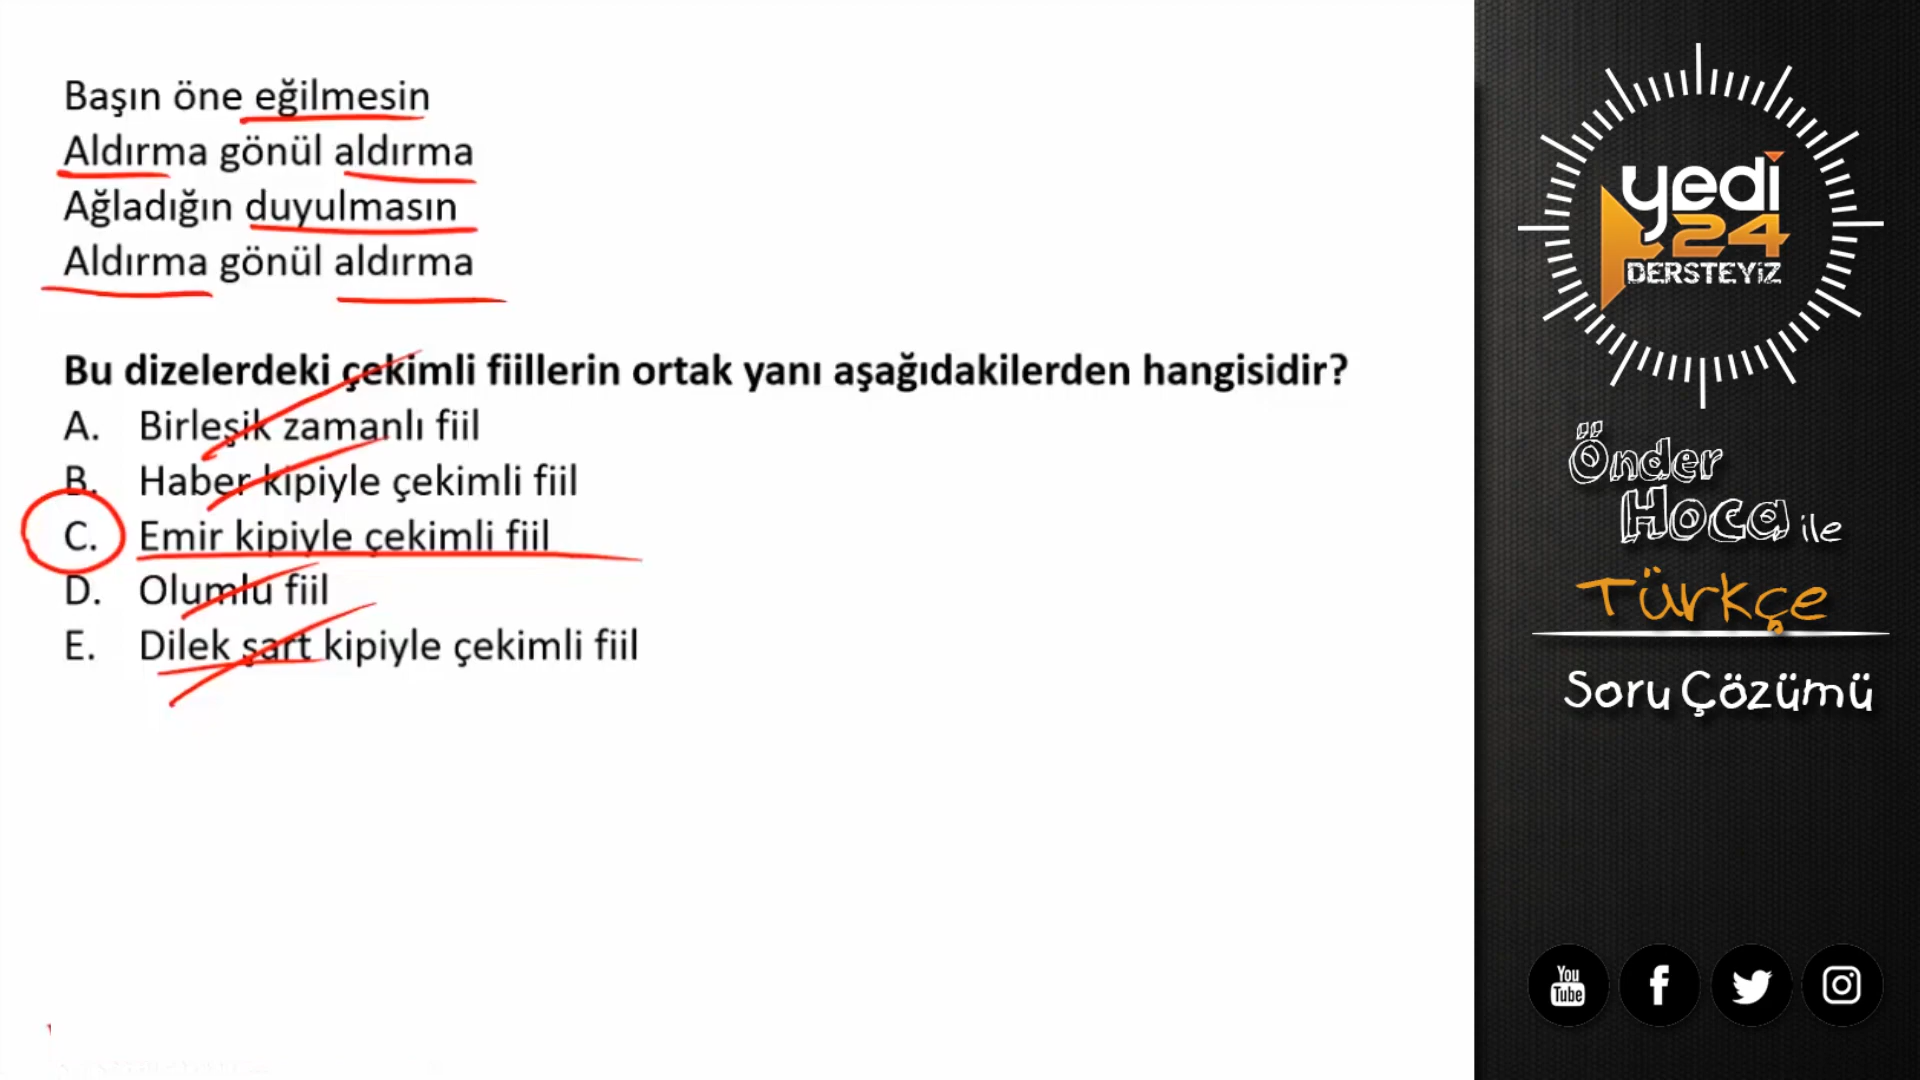 Başın öne eğilmesin
Aldırma gönül aldırma
Ağladığın duyulmasın
Aldırma gönül aldırma
Bu dizelerdeki çekimli fiillerin ortak yanı aşağıdakilerden hangisidir?
A. Birleşik zamanlı fiil
B. Haber kipiyle çekimli fiil
C. Emir kipiyle çekimli fiil
D. Olumlu fiil
E. Dilek şart kipiyle çekimli fiil
yedi
24
DERSTEYİZ
Önder
Hoca ile
Türkçe
Soru Çözümü
You
Tube